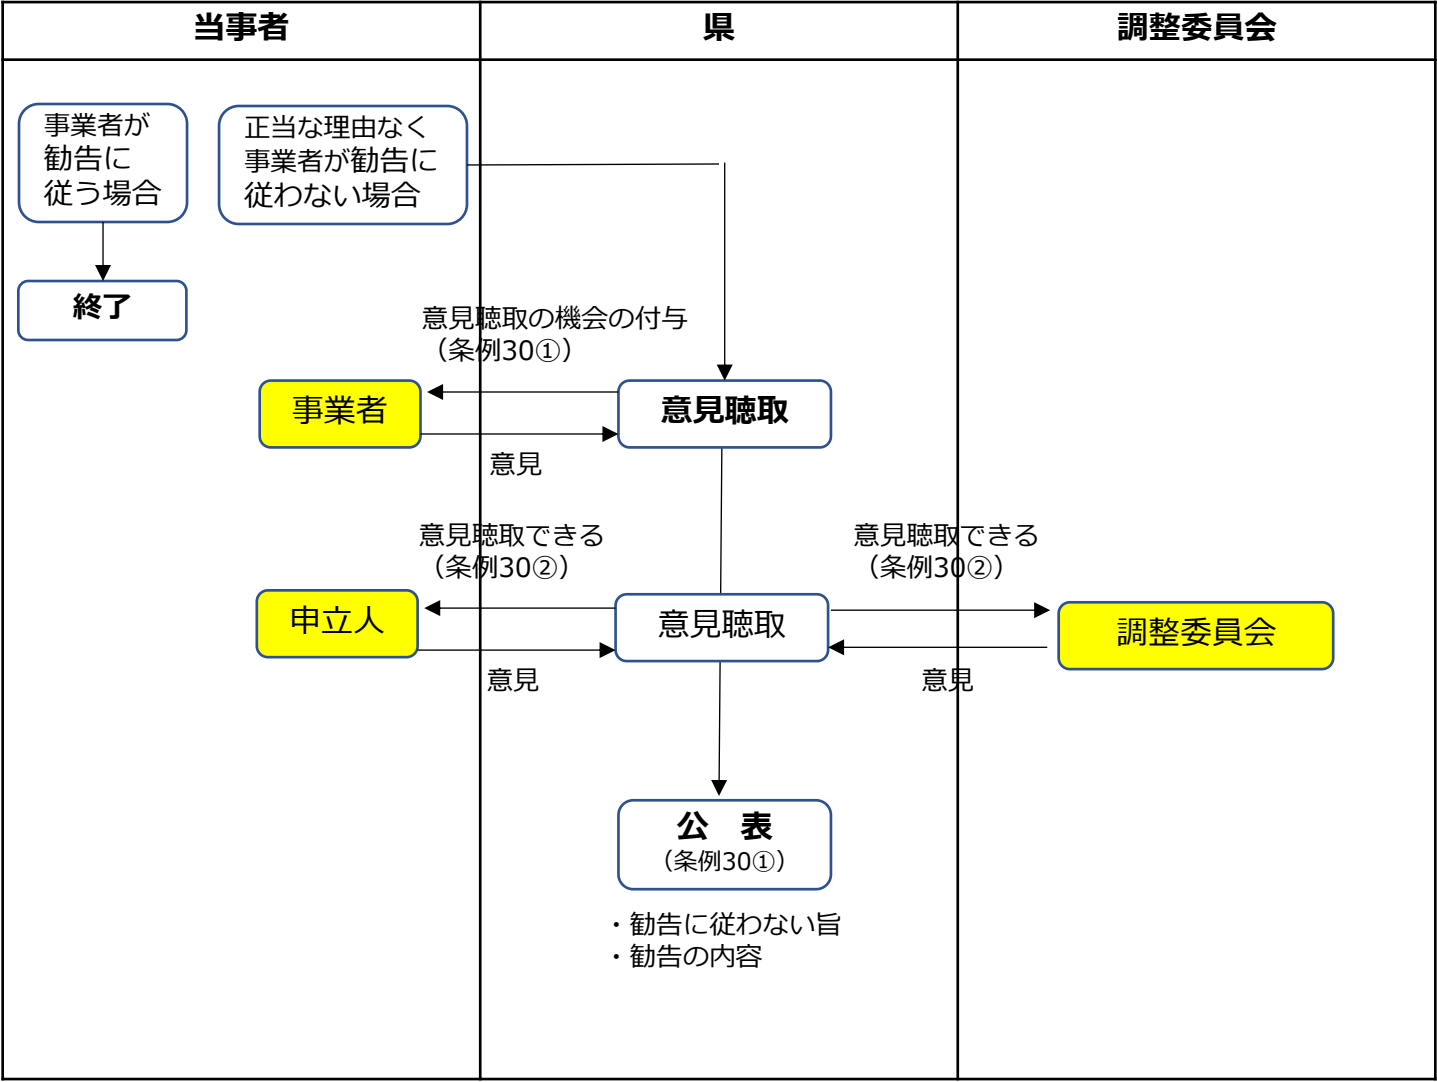 当事者
県
調整委員会
事業者が
勧告に
従う場合
正当な理由なく
事業者が勧告に
従わない場合
終了
意見聴取の機会の付与
（条例30①）
事業者
意見聴取
意見
意見聴取できる
（条例30②）
意見聴取できる
（条例30②）
申立人
意見聴取
調整委員会
意見
意見
公　表
（条例30①）
・勧告に従わない旨
・勧告の内容